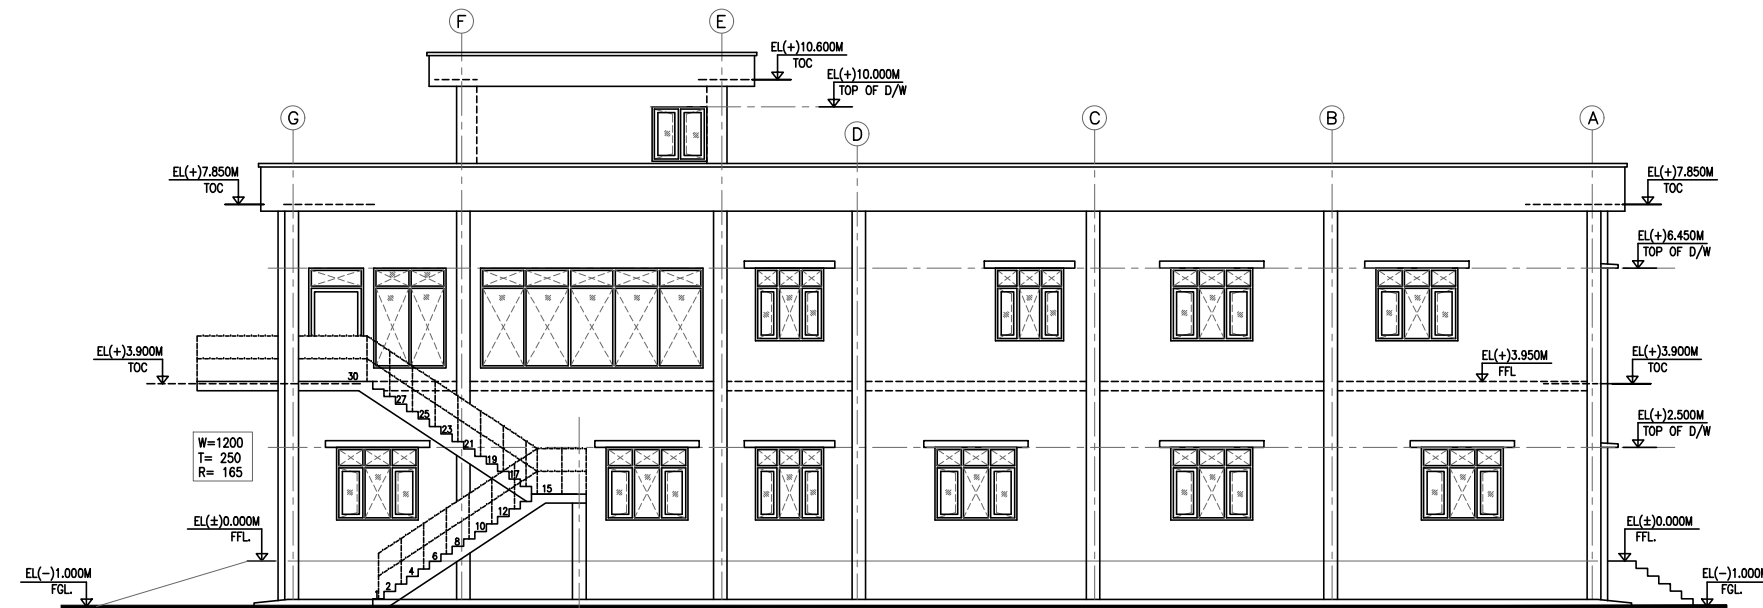 F
E
EL(+)10.600M
TOC
EL(+)10.000M
TOP OF D/W
G
D
C
B
A
EL(+)7.850M
TOC
EL(+)7.850M
TOC
EL(+)6.450M
TOP OF D/W
EL(+)3.900M
TOC
EL(+)3.950M
FFL
EL(+)3.900M
TOC
30
27
25
23
21
19
17
15
12
10
8
6
4
2
1
EL(+)2.500M
TOP OF D/W
W=1200
T= 250
R= 165
EL(±)0.000M
FFL.
EL(±)0.000M
FFL.
EL(-)1.000M
FGL.
EL(-)1.000M
FGL.